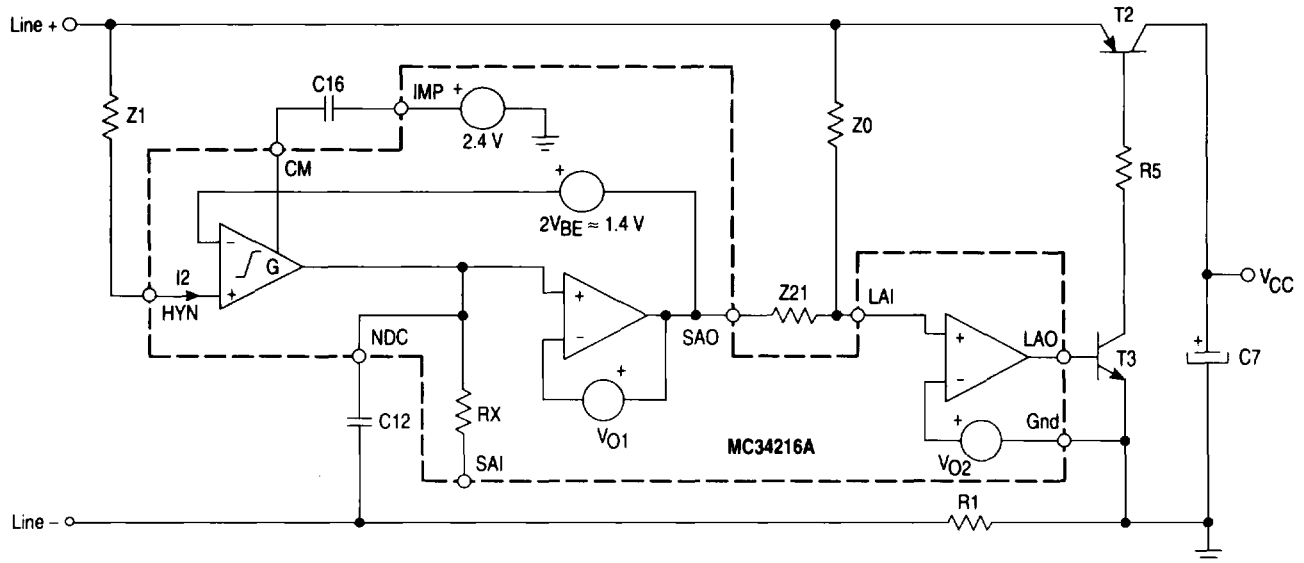 Line +
T2
C16
IMP
+
2.4 V
Z1
CM
Z0
R5
+
2VBE ≈ 1.4 V
−
G
I2
+
HYN
VCC
Z21
LAI
NDC
+
SAO
−
+
VO1
+
LAO
−
T3
+
C7
C12
RX
+
Gnd
VO2
MC34216A
SAI
Line −
R1